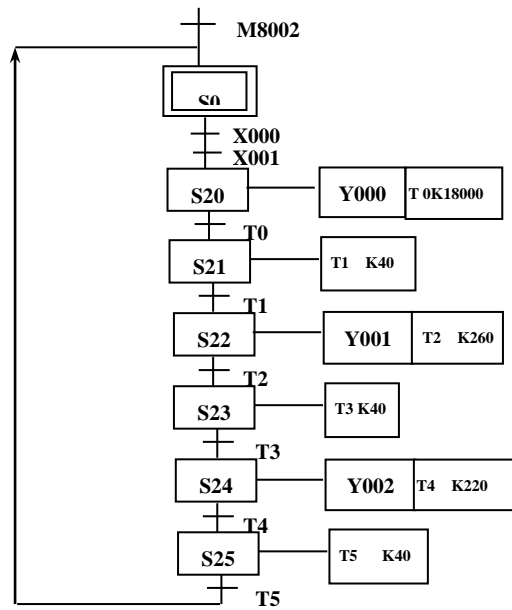 M8002
S0
X000
X001
S20 Y000 T 0K18000
T0
S21 T1 K40
T1
S22 Y001 T2 K260
T2
S23 T3 K40
T3
S24 Y002 T4 K220
T4
S25 T5 K40
T5